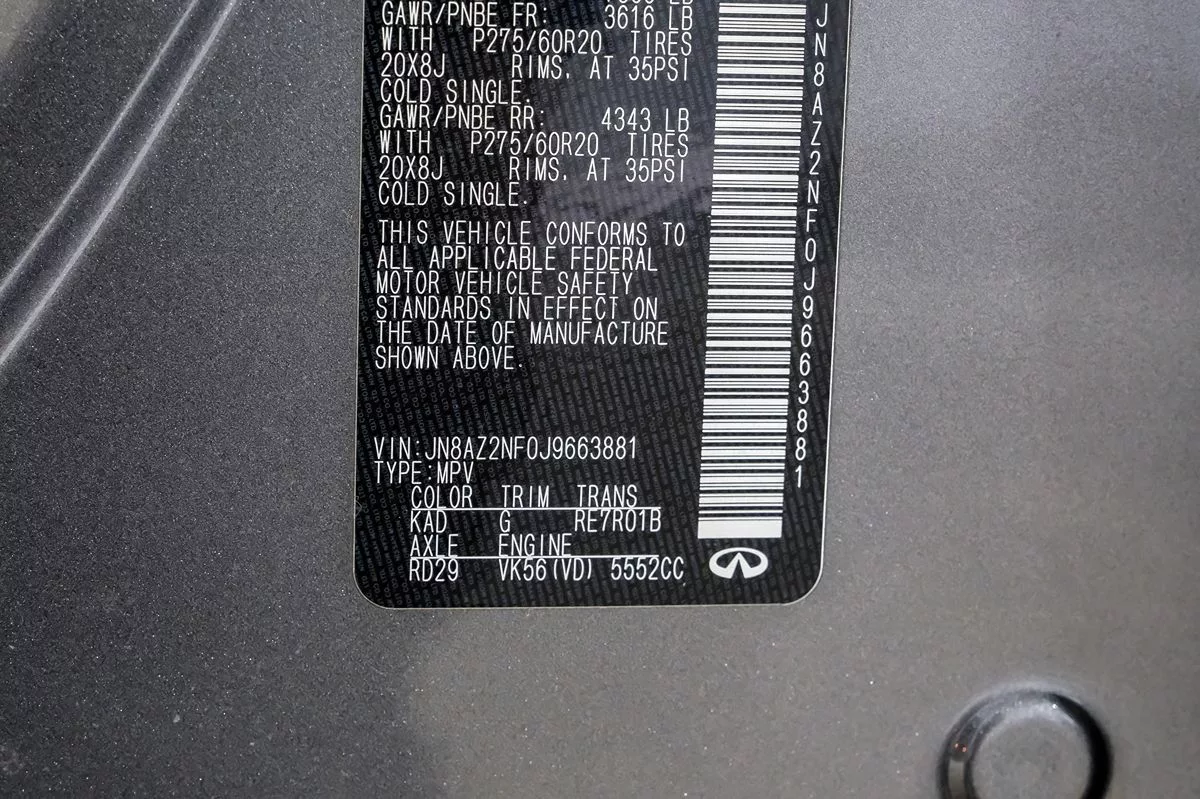 GAWR/PNBE FR: 3616 LB
WITH P275/60R20 TIRES
20X8J RIMS. AT 35PSI
COLD SINGLE.
GAWR/PNBE RR: 4343 LB
WITH P275/60R20 TIRES
20X8J RIMS. AT 35PSI
COLD SINGLE.
THIS VEHICLE CONFORMS TO
ALL APPLICABLE FEDERAL
MOTOR VEHICLE SAFETY
STANDARDS IN EFFECT ON
THE DATE OF MANUFACTURE
SHOWN ABOVE.
VIN:JN8AZ2NF0J9663881
TYPE:MPV
COLOR TRIM TRANS
KAD G RE7R01B
AXLE ENGINE
RD29 VK56(VD) 5552CC
JN8AZ2NF0J9663881